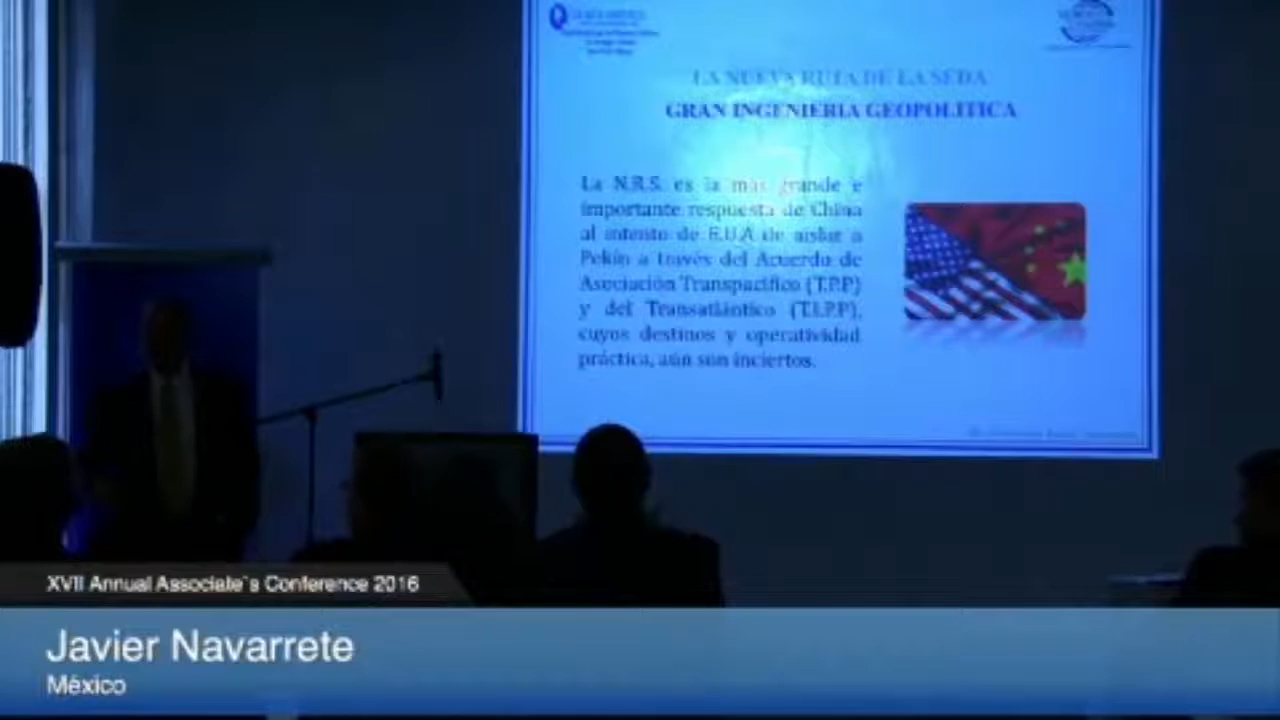 LA NUEVA RUTA DE LA SEDA
GRAN INGENIERIA GEOPOLITICA
La N.R.S. es la más grande e
importante respuesta de China
al intento de E.U.A de aislar a
Pekín a través del Acuerdo de
Asociación Transpacífico (T.P.P)
y del Transatlántico (T.I.P.P),
cuyos destinos y operatividad
práctica, aún son inciertos.
XVII Annual Associate`s Conference 2016
Javier Navarrete
México